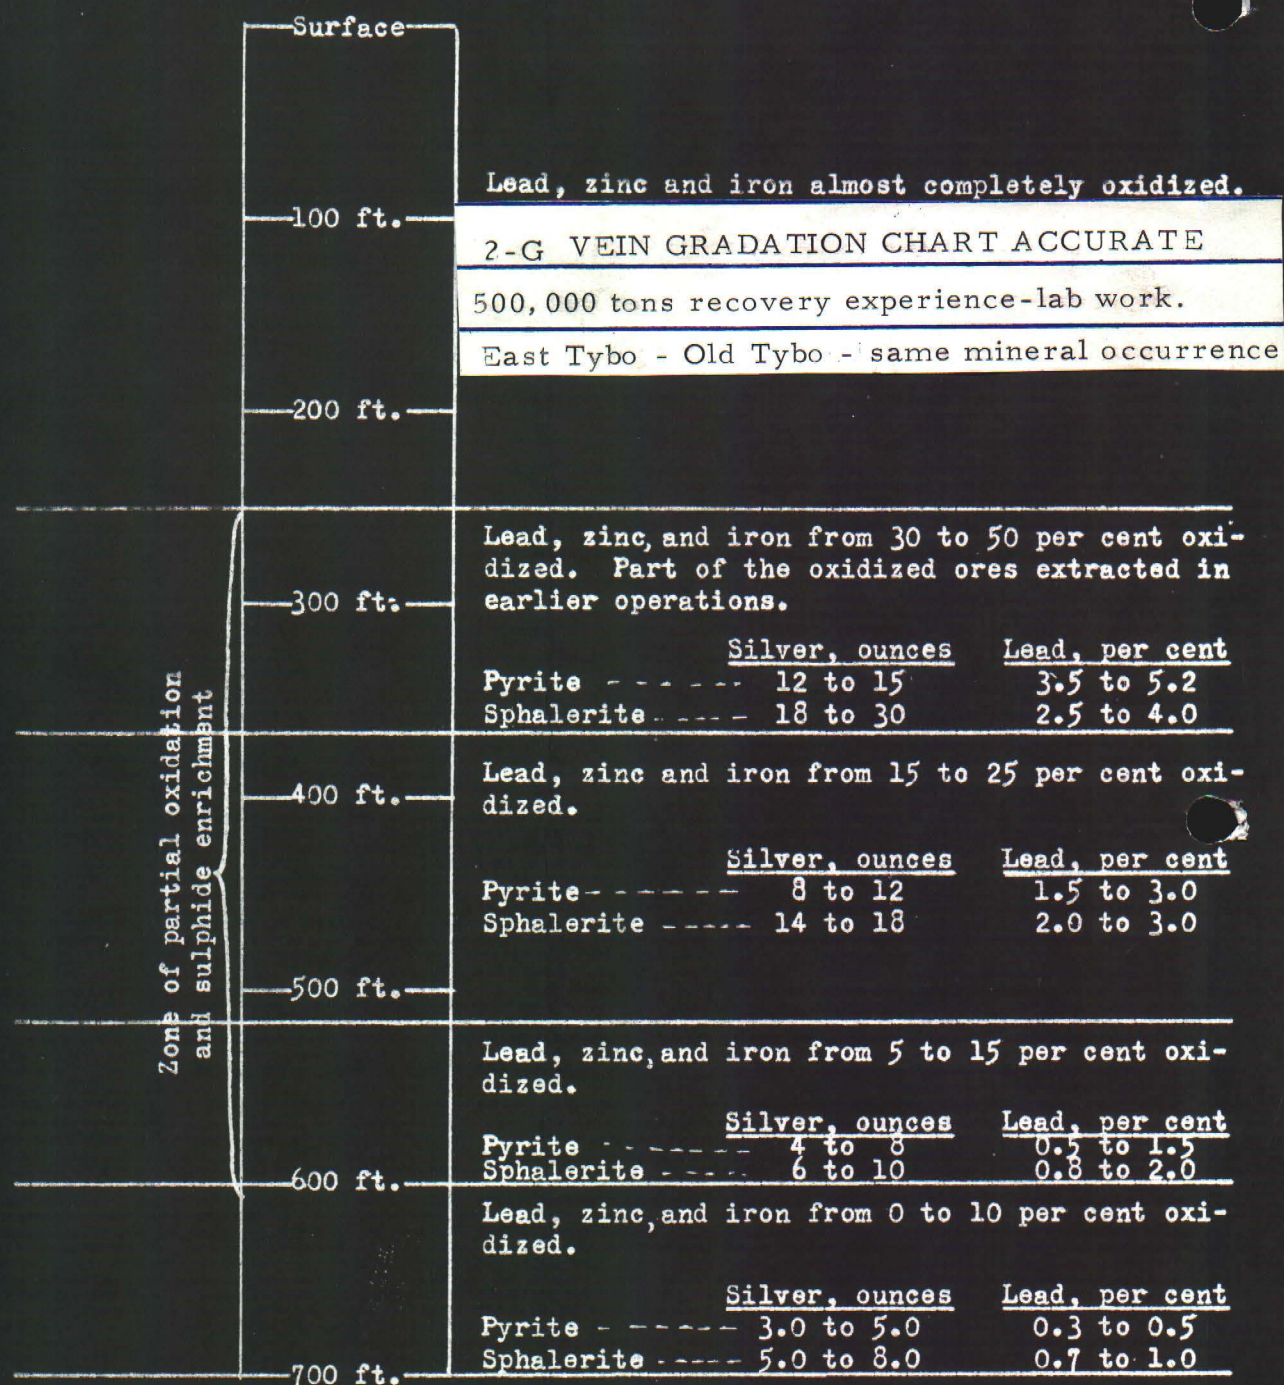 Surface
Lead, zinc and iron almost completely oxidized.
100 ft.
2-G VEIN GRADATION CHART ACCURATE
500,000 tons recovery experience-lab work.
East Tybo - Old Tybo - same mineral occurrence
200 ft.
Lead, zinc, and iron from 30 to 50 per cent oxi-
dized. Part of the oxidized ores extracted in
300 ft.
earlier operations.
Silver, ounces Lead, per cent
Pyrite - - - - - - 12 to 15 3.5 to 5.2
Sphalerite - - - - - 18 to 30 2.5 to 4.0
Zone of partial oxidation
and sulphide enrichment
Lead, zinc and iron from 15 to 25 per cent oxi-
400 ft.
dized.
Silver, ounces Lead, per cent
Pyrite - - - - - - - 8 to 12 1.5 to 3.0
Sphalerite - - - - - 14 to 18 2.0 to 3.0
500 ft.
Lead, zinc, and iron from 5 to 15 per cent oxi-
dized.
Silver, ounces Lead, per cent
Pyrite - - - - - - 4 to 8 0.5 to 1.5
Sphalerite - - - - - 6 to 10 0.8 to 2.0
600 ft.
Lead, zinc, and iron from 0 to 10 per cent oxi-
dized.
Silver, ounces Lead, per cent
Pyrite - - - - - - 3.0 to 5.0 0.3 to 0.5
Sphalerite - - - - - 5.0 to 8.0 0.7 to 1.0
700 ft.